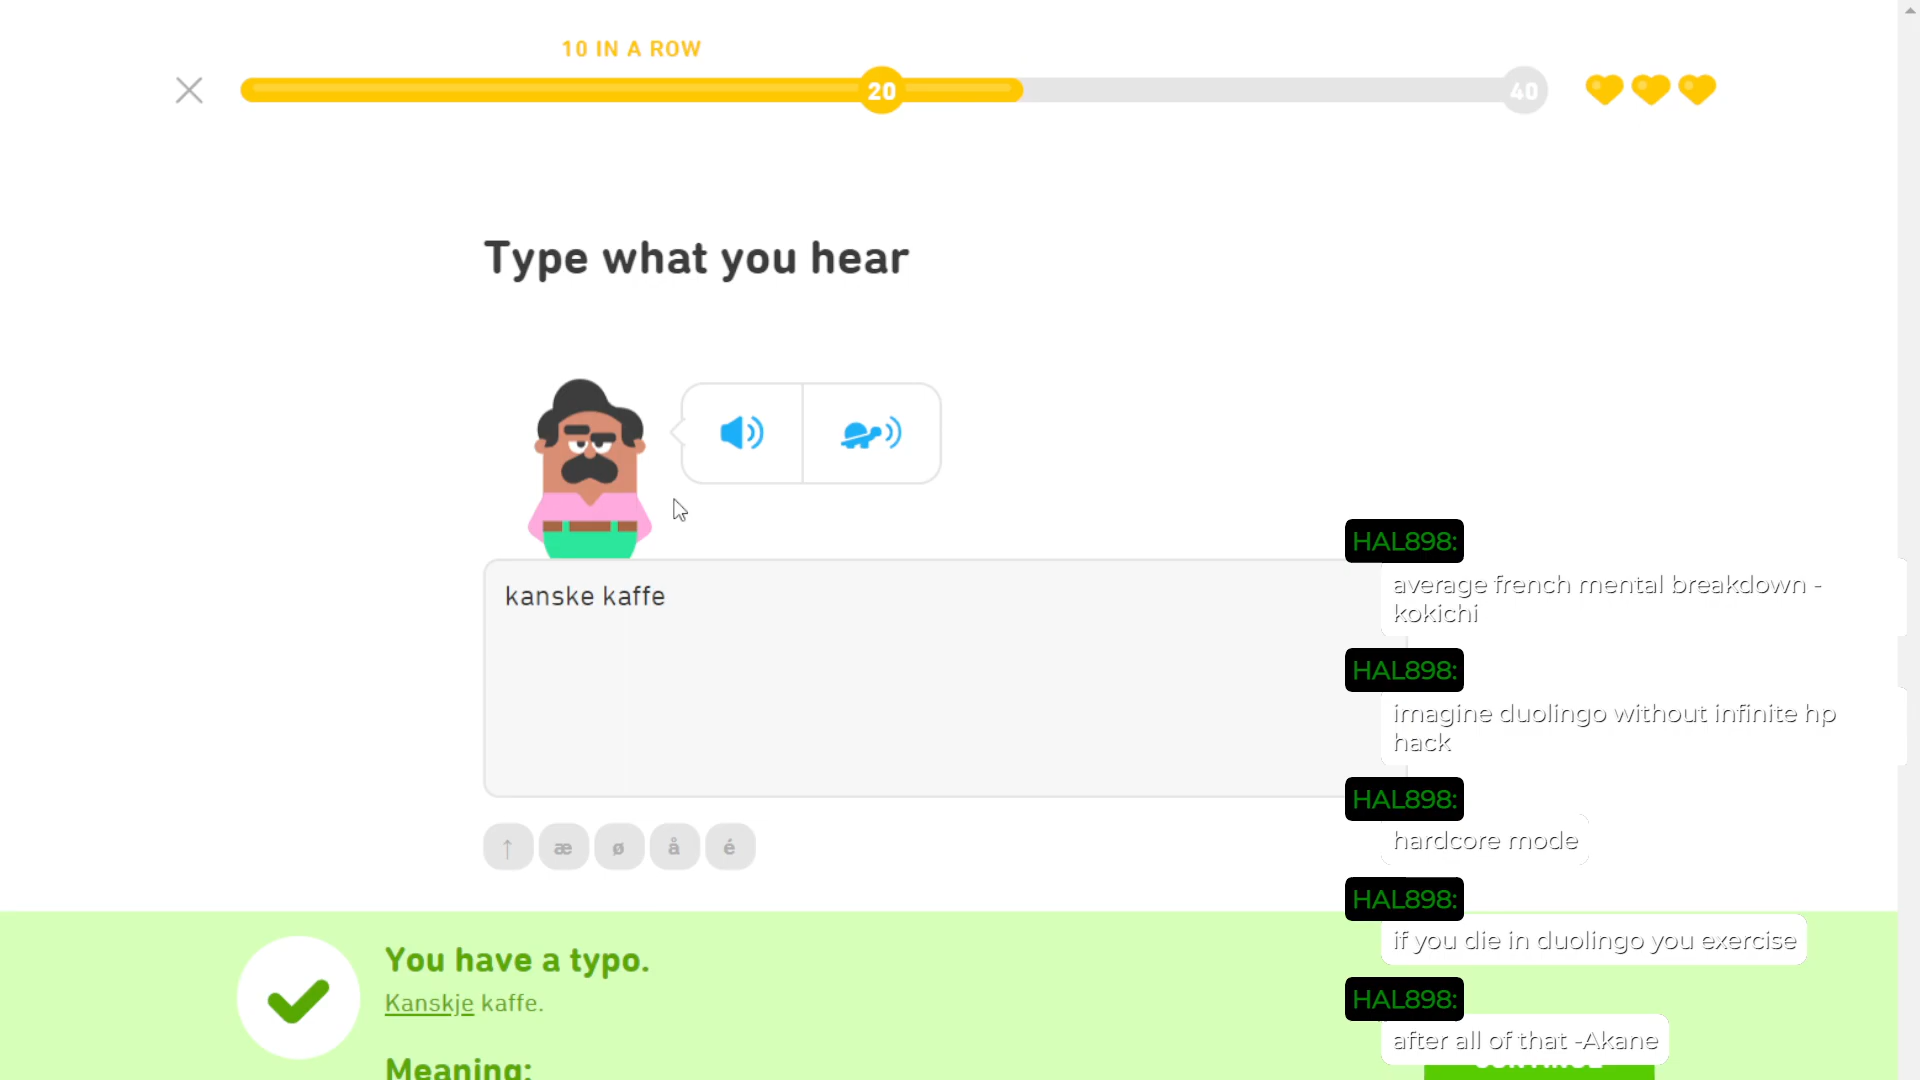 10 IN A ROW
20
40
Type what you hear
kanske kaffe
↑ æ ø å é
You have a typo.
Kanskje kaffe.
Meaning:
HAL898:
average french mental breakdown -
kokichi
HAL898:
imagine duolingo without infinite hp
hack
HAL898:
hardcore mode
HAL898:
if you die in duolingo you exercise
HAL898:
after all of that -Akane